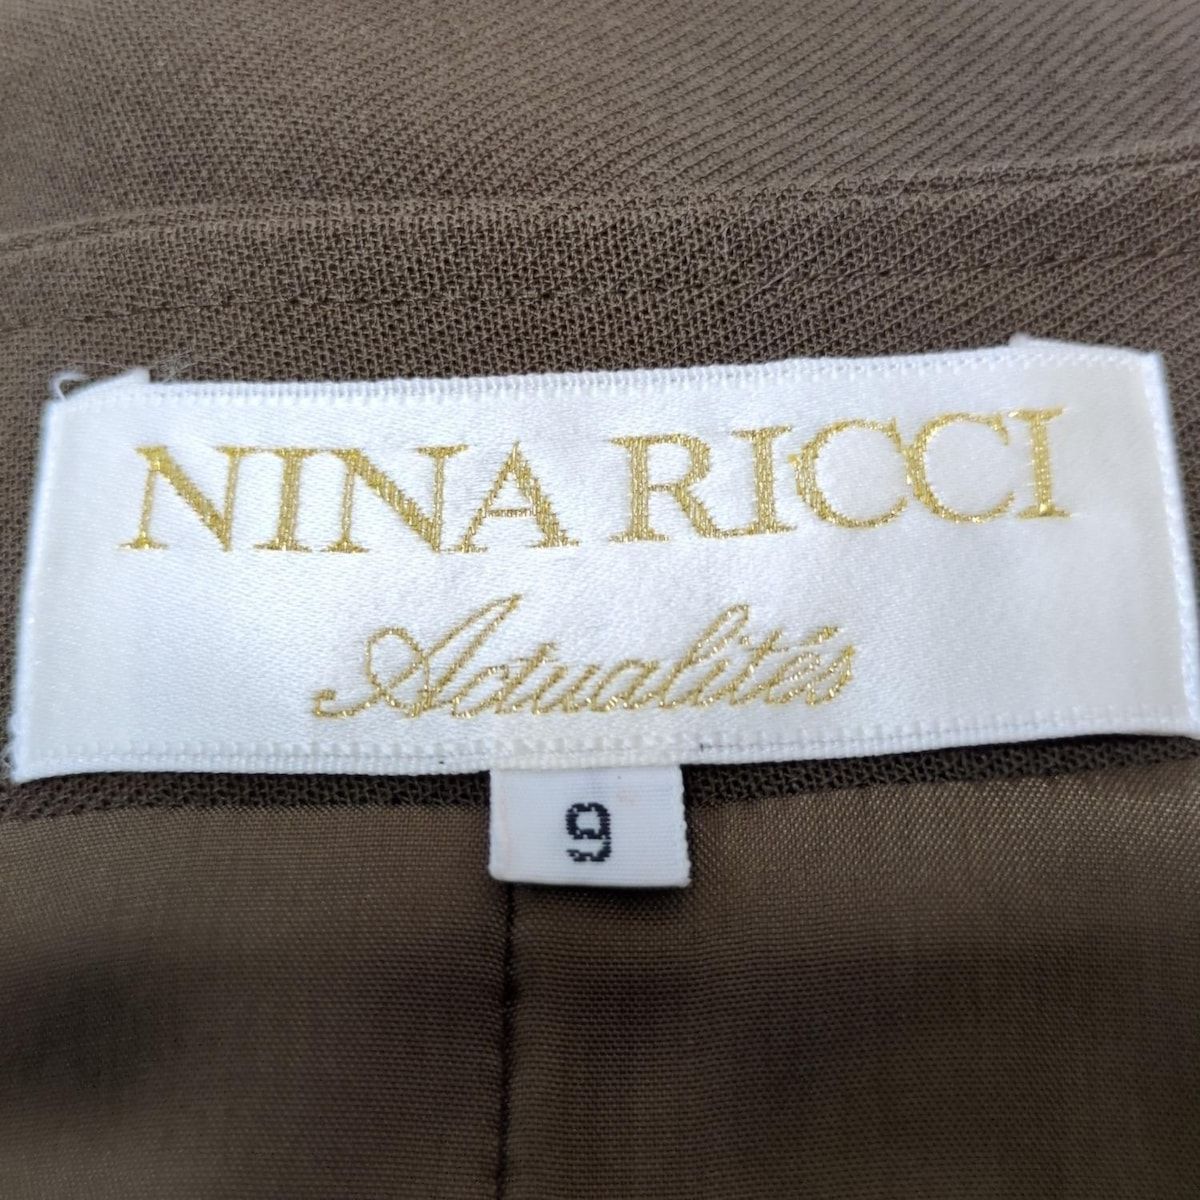 NINA RICCI
Actualités
9